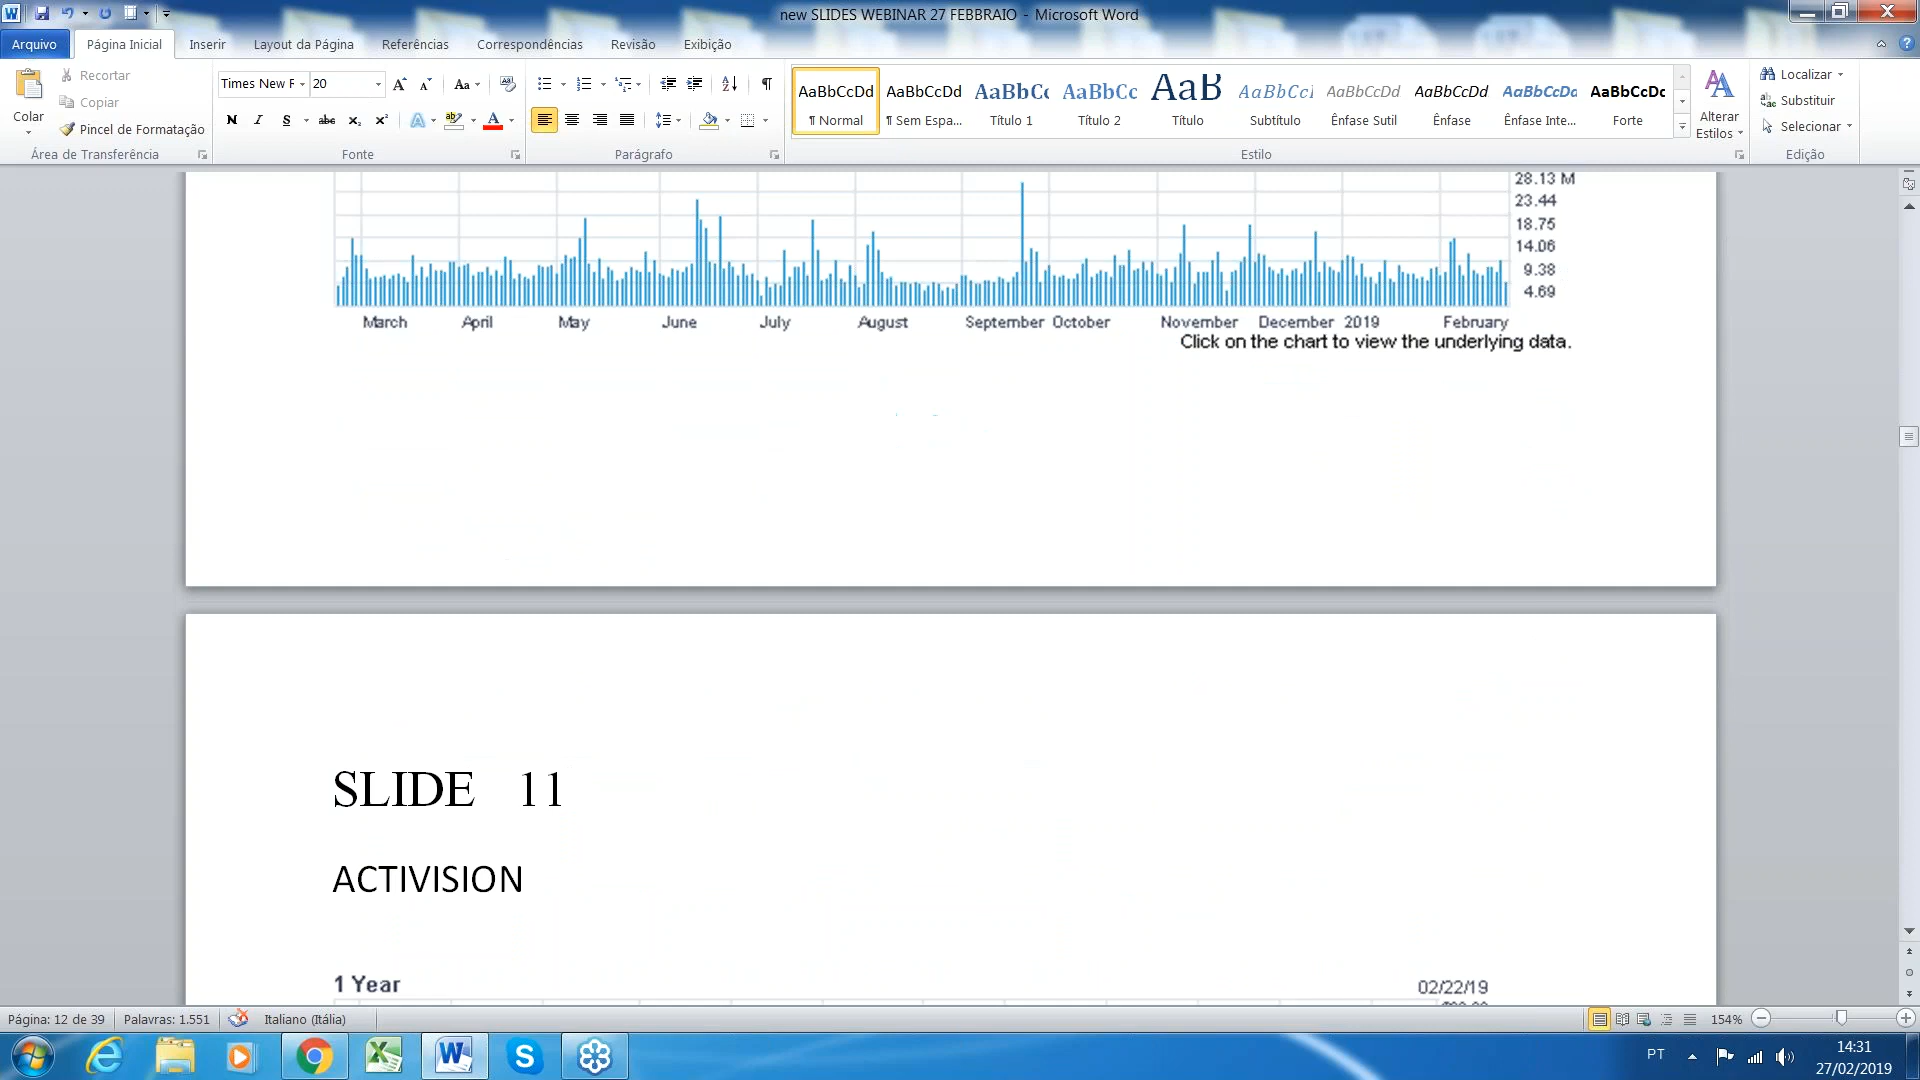 new SLIDES WEBINAR 27 FEBBRAIO - Microsoft Word
Arquivo Página Inicial Inserir Layout da Página Referências Correspondências Revisão Exibição
Colar
Recortar
Copiar
Pincel de Formatação
Área de Transferência
Times New F 20
Aa
N I S abc x₂ x² A ab A
Fonte
Parágrafo
AaBbCcDd AaBbCcDd AaBbCc AaBbCc AaB AaBbCcI AaBbCcDd AaBbCcDd AaBbCcDd AaBbCcDc
¶ Normal ¶ Sem Espa... Título 1 Título 2 Título Subtítulo Ênfase Sutil Ênfase Ênfase Inte... Forte
Estilo
Alterar
Estilos
Localizar
Substituir
Selecionar
Edição
28.13 M
23.44
18.75
14.06
9.38
4.69
March April May June July August September October November December 2019 February
Click on the chart to view the underlying data.
SLIDE 11
ACTIVISION
1 Year 02/22/19
Página: 12 de 39 Palavras: 1.551 Italiano (Itália) 154%
PT
14:31
27/02/2019